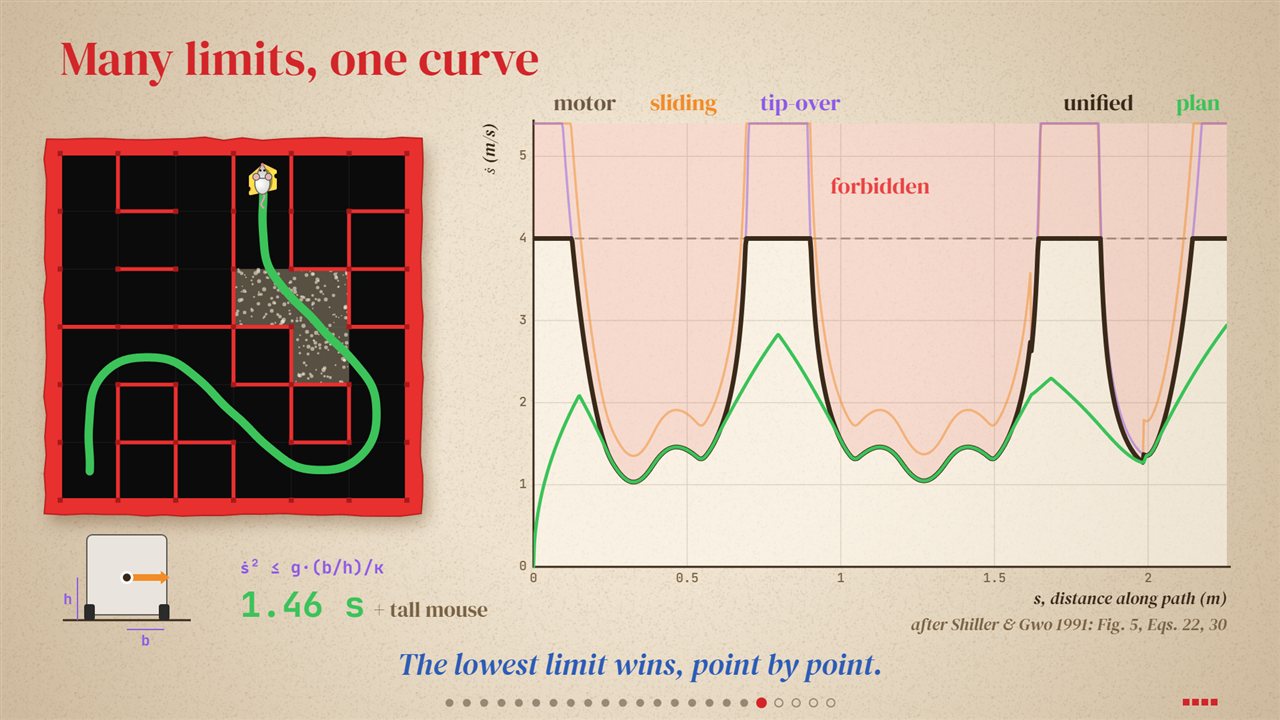 Many limits, one curve
motor sliding tip-over unified plan
ṡ (m/s)
5
4
3
2
1
0
forbidden
0 0.5 1 1.5 2
s, distance along path (m)
after Shiller & Gwo 1991: Fig. 5, Eqs. 22, 30
h
b
ṡ² ≤ g·(b/h)/κ
1.46 s + tall mouse
The lowest limit wins, point by point.